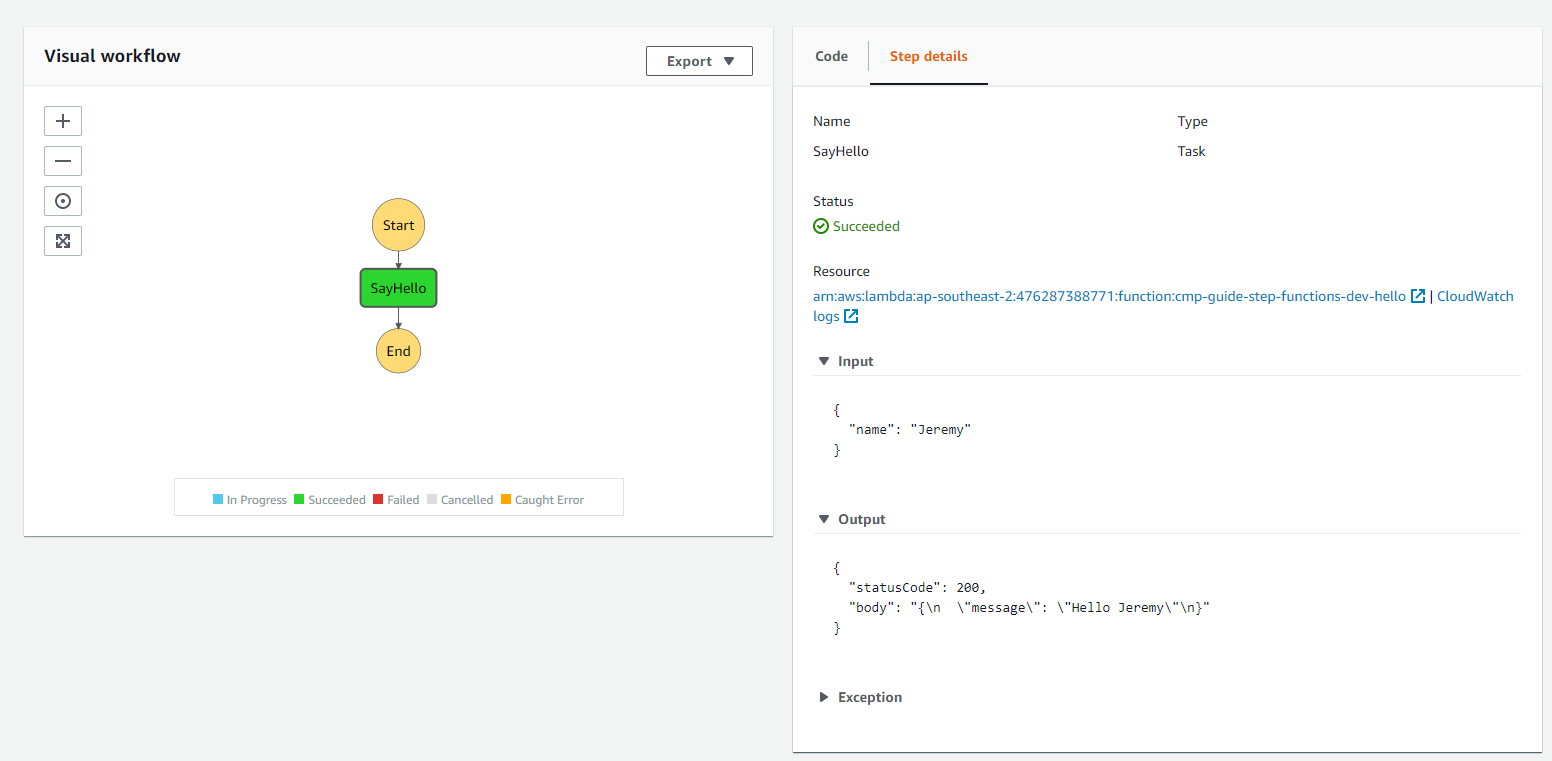 Visual workflow
Export
Start
SayHello
End
In Progress Succeeded Failed Cancelled Caught Error
Code
Step details
Name
Type
SayHello
Task
Status
Succeeded
Resource
arn:aws:lambda:ap-southeast-2:476287388771:function:cmp-guide-step-functions-dev-hello | CloudWatch
logs
Input
{
  "name": "Jeremy"
}
Output
{
  "statusCode": 200,
  "body": "{\n  \"message\": \"Hello Jeremy\"\n}"
}
Exception